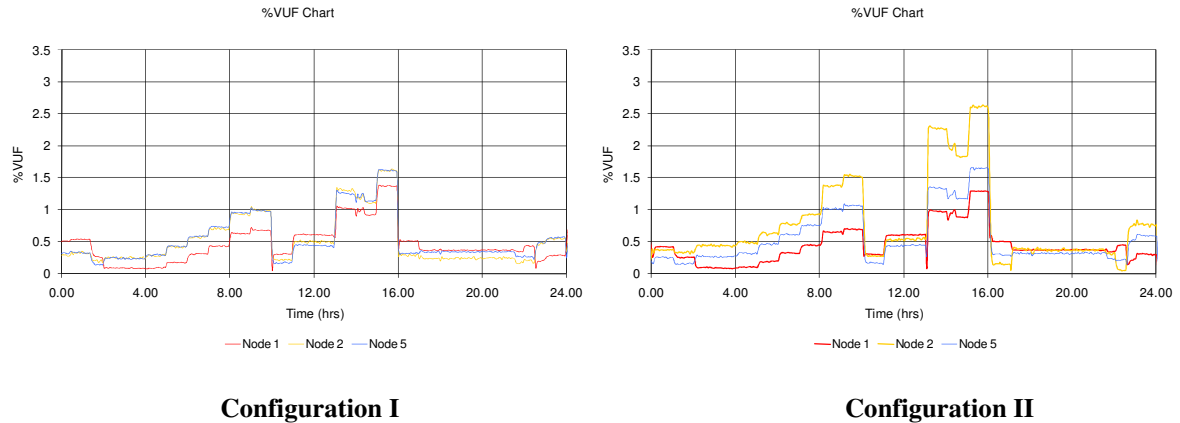 %VUF Chart
3.5
3
2.5
2
1.5
1
0.5
0
%VUF
0.00 4.00 8.00 12.00 16.00 20.00 24.00
Time (hrs)
Node 1 Node 2 Node 5
Configuration I
%VUF Chart
3.5
3
2.5
2
1.5
1
0.5
0
%VUF
0.00 4.00 8.00 12.00 16.00 20.00 24.00
Time (hrs)
Node 1 Node 2 Node 5
Configuration II